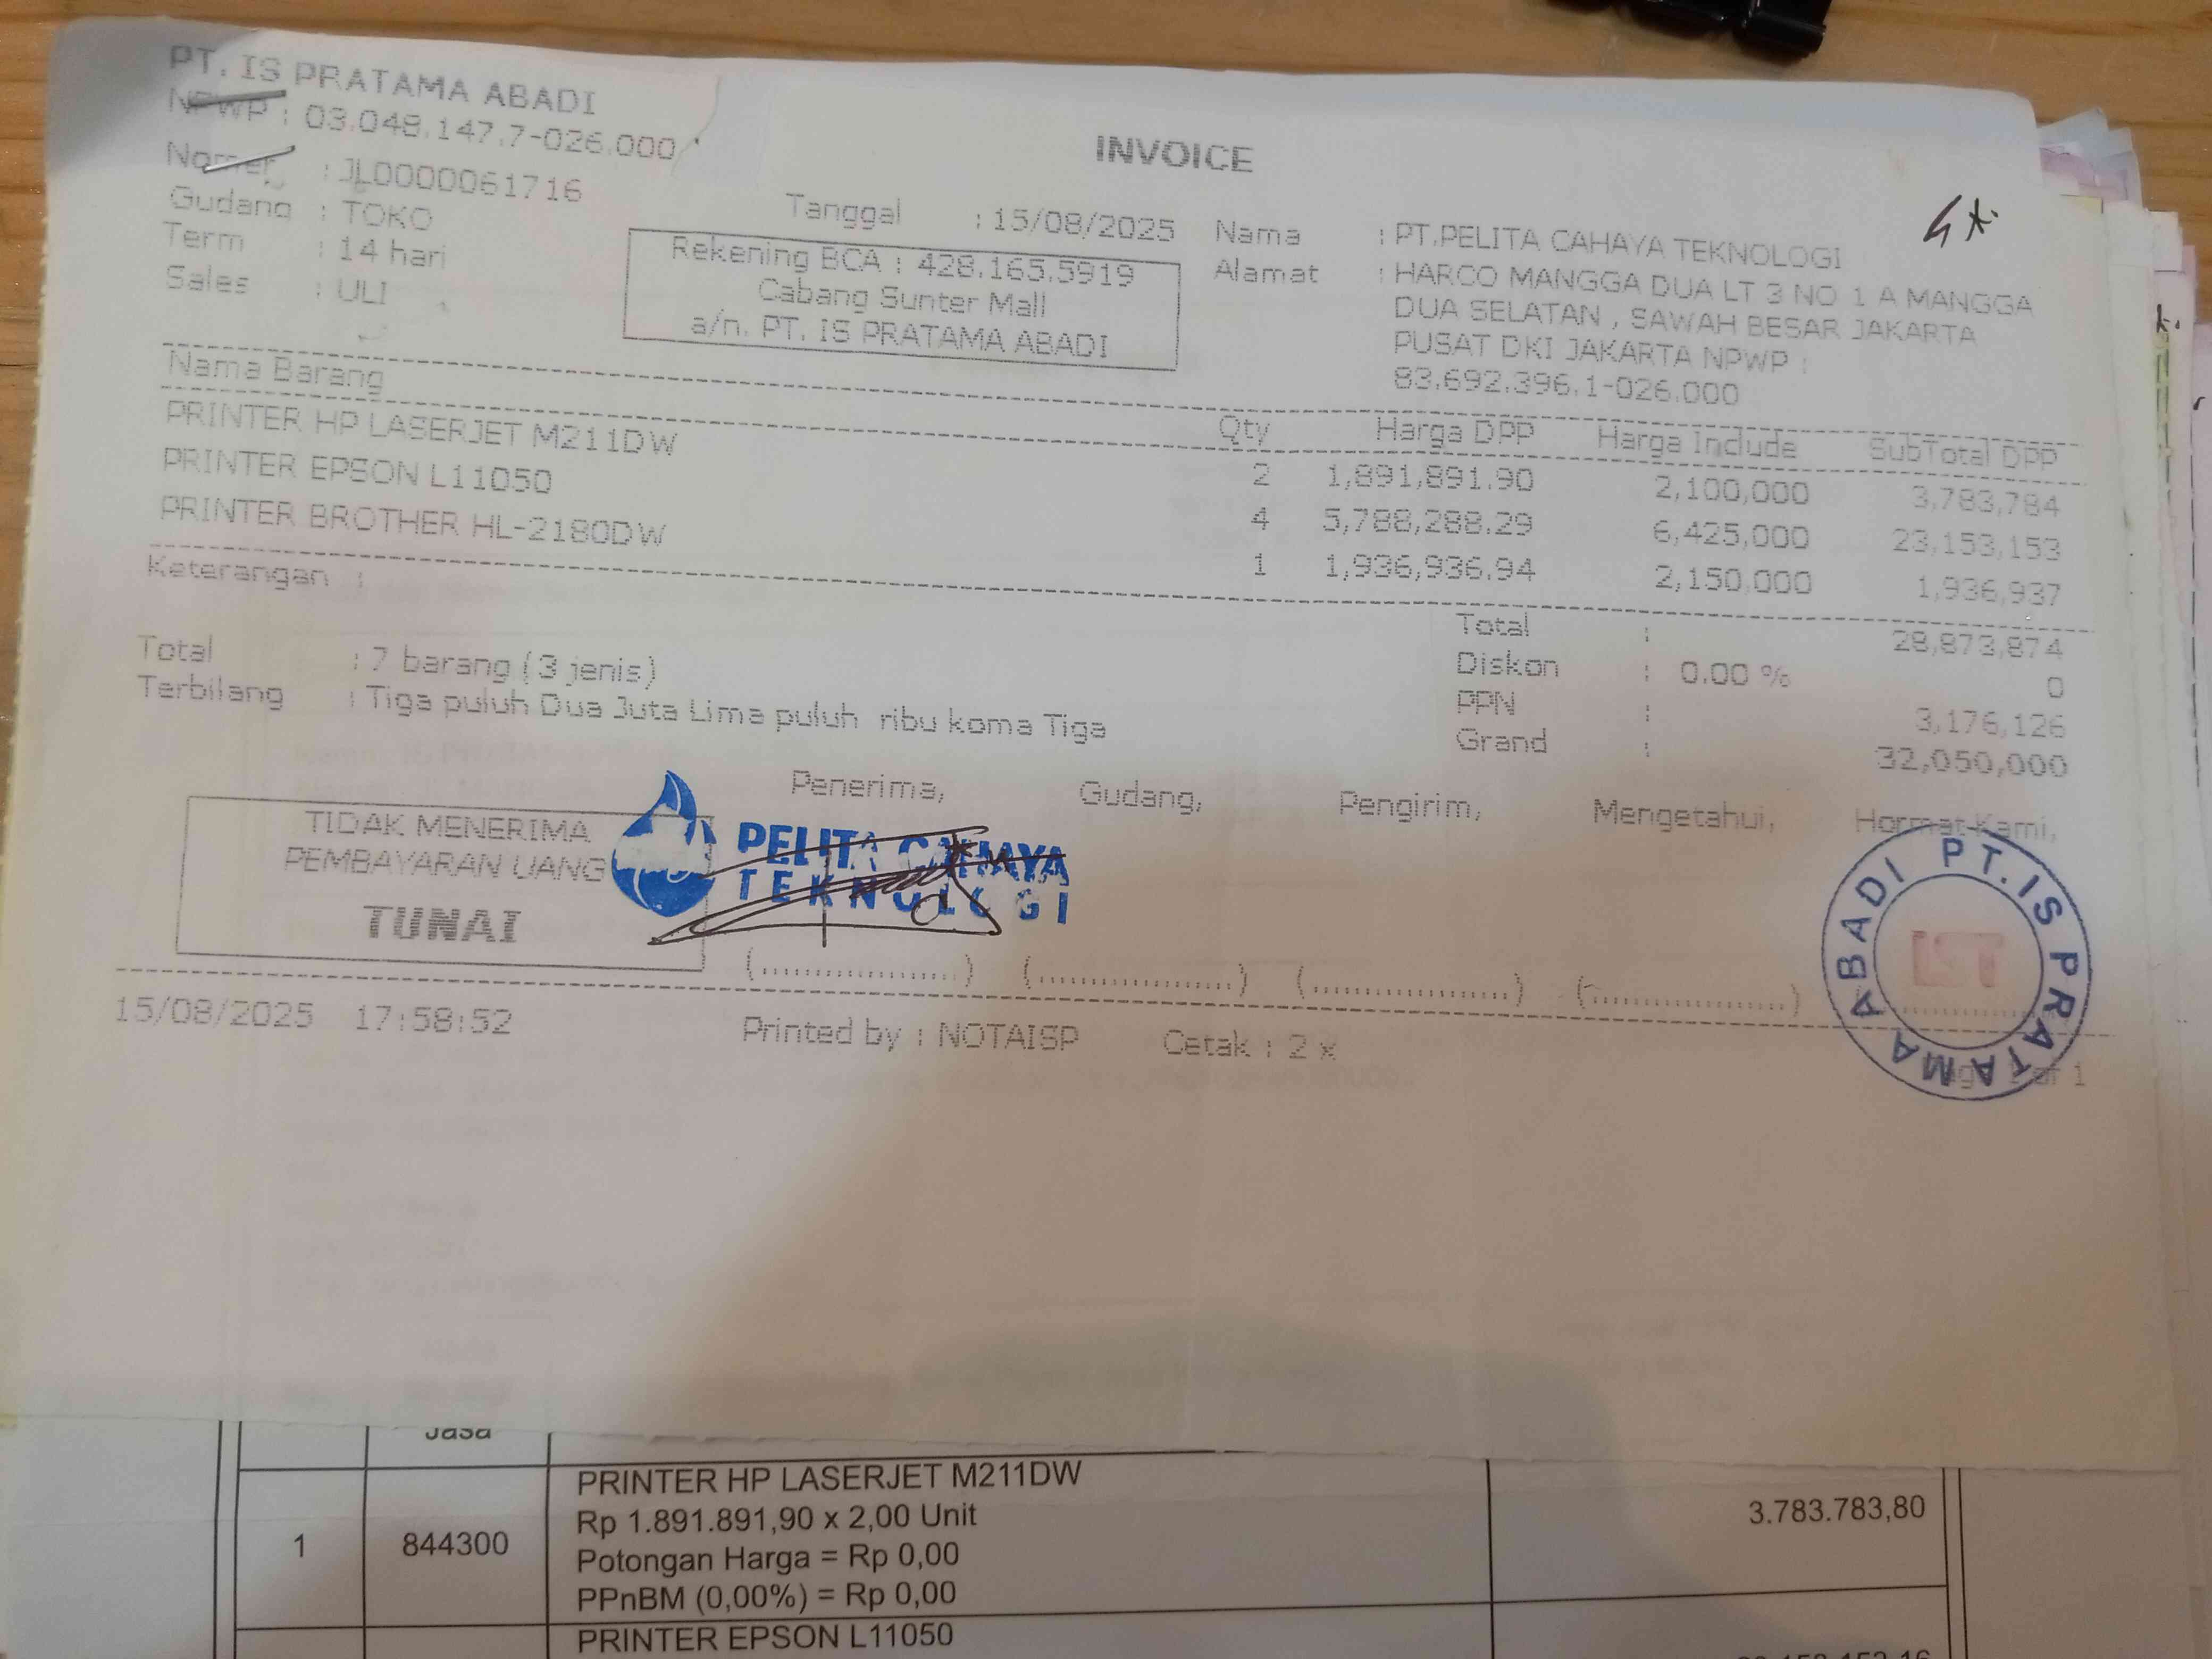 PT. IS PRATAMA ABADI
NPWP : 03.048.147.7-026.000
INVOICE
Nomer : JL0000061716
Gudang : TOKO
Term : 14 hari
Sales : ULI
Tanggal : 15/08/2025
Rekening BCA : 428.165.5919
Cabang Sunter Mall
a/n. PT. IS PRATAMA ABADI
Nama : PT.PELITA CAHAYA TEKNOLOGI
Alamat : HARCO MANGGA DUA LT 3 NO 1 A MANGGA
DUA SELATAN , SAWAH BESAR JAKARTA
PUSAT DKI JAKARTA NPWP :
83.692.396.1-026.000
Nama Barang Qty Harga DPP Harga Include SubTotal DPP
PRINTER HP LASERJET M211DW 2 1,891,891.90 2,100,000 3,783,784
PRINTER EPSON L11050 4 5,788,288.29 6,425,000 23,153,153
PRINTER BROTHER HL-2180DW 1 1,936,936.94 2,150,000 1,936,937
Keterangan :
Total : 28,873,874
Diskon : 0.00 % 0
PPN : 3,176,126
Grand : 32,050,000
Total : 7 barang (3 jenis)
Terbilang : Tiga puluh Dua Juta Lima puluh ribu koma Tiga
Penerima, Gudang, Pengirim, Mengetahui, Hormat Kami,
TIDAK MENERIMA
PEMBAYARAN UANG
TUNAI
PELITA CAHAYA
TEKNOLOGI
PT. IS PRATAMA ABADI
IST
(....................) (....................) (....................) (....................)
15/08/2025 17:58:52 Printed by : NOTAISP Cetak : 2 x
1 of 1
Jasa
1 844300 PRINTER HP LASERJET M211DW
Rp 1.891.891,90 x 2,00 Unit 3.783.783,80
Potongan Harga = Rp 0,00
PPnBM (0,00%) = Rp 0,00
PRINTER EPSON L11050